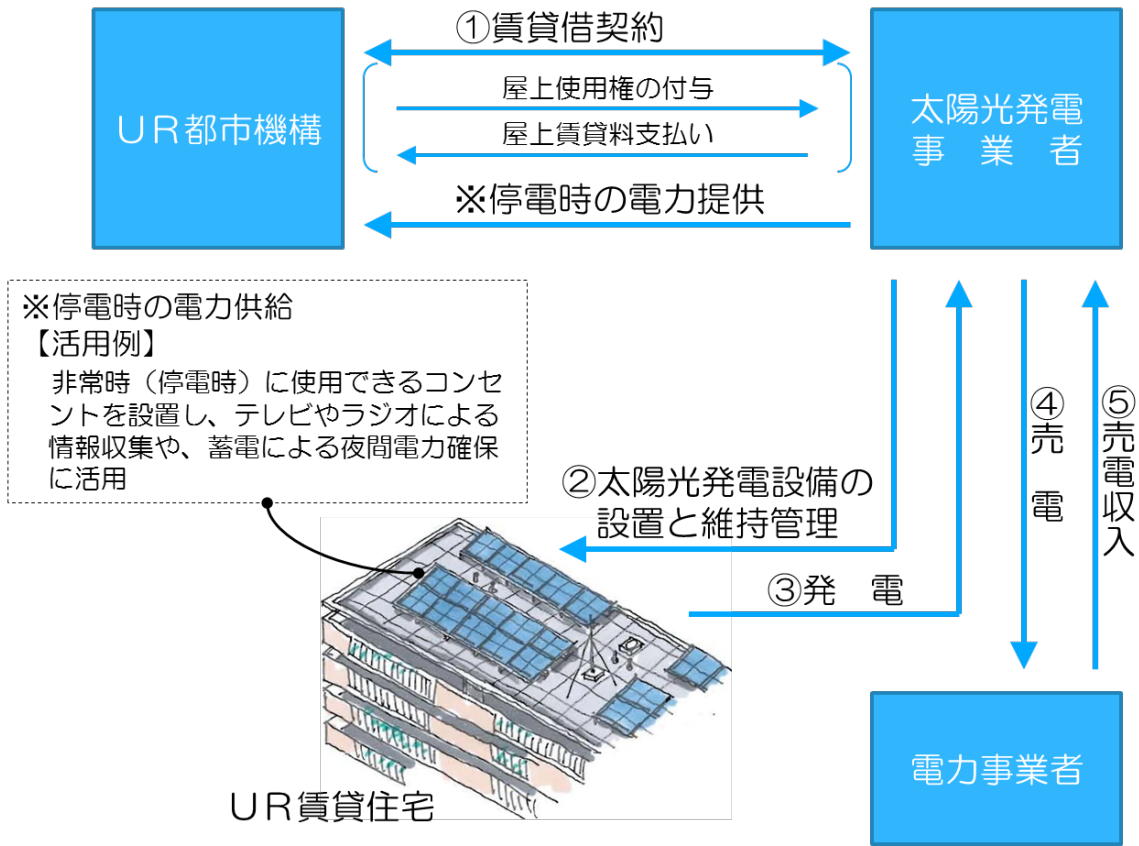 ①賃貸借契約
屋上使用権の付与
屋上賃貸料支払い
※停電時の電力提供
UR都市機構
太陽光発電
事　業　者
※停電時の電力供給
【活用例】
非常時（停電時）に使用できるコンセ
ントを設置し、テレビやラジオによる
情報収集や、蓄電による夜間電力確保
に活用
②太陽光発電設備の
設置と維持管理
③発　電
④売　電
⑤売電収入
UR賃貸住宅
電力事業者